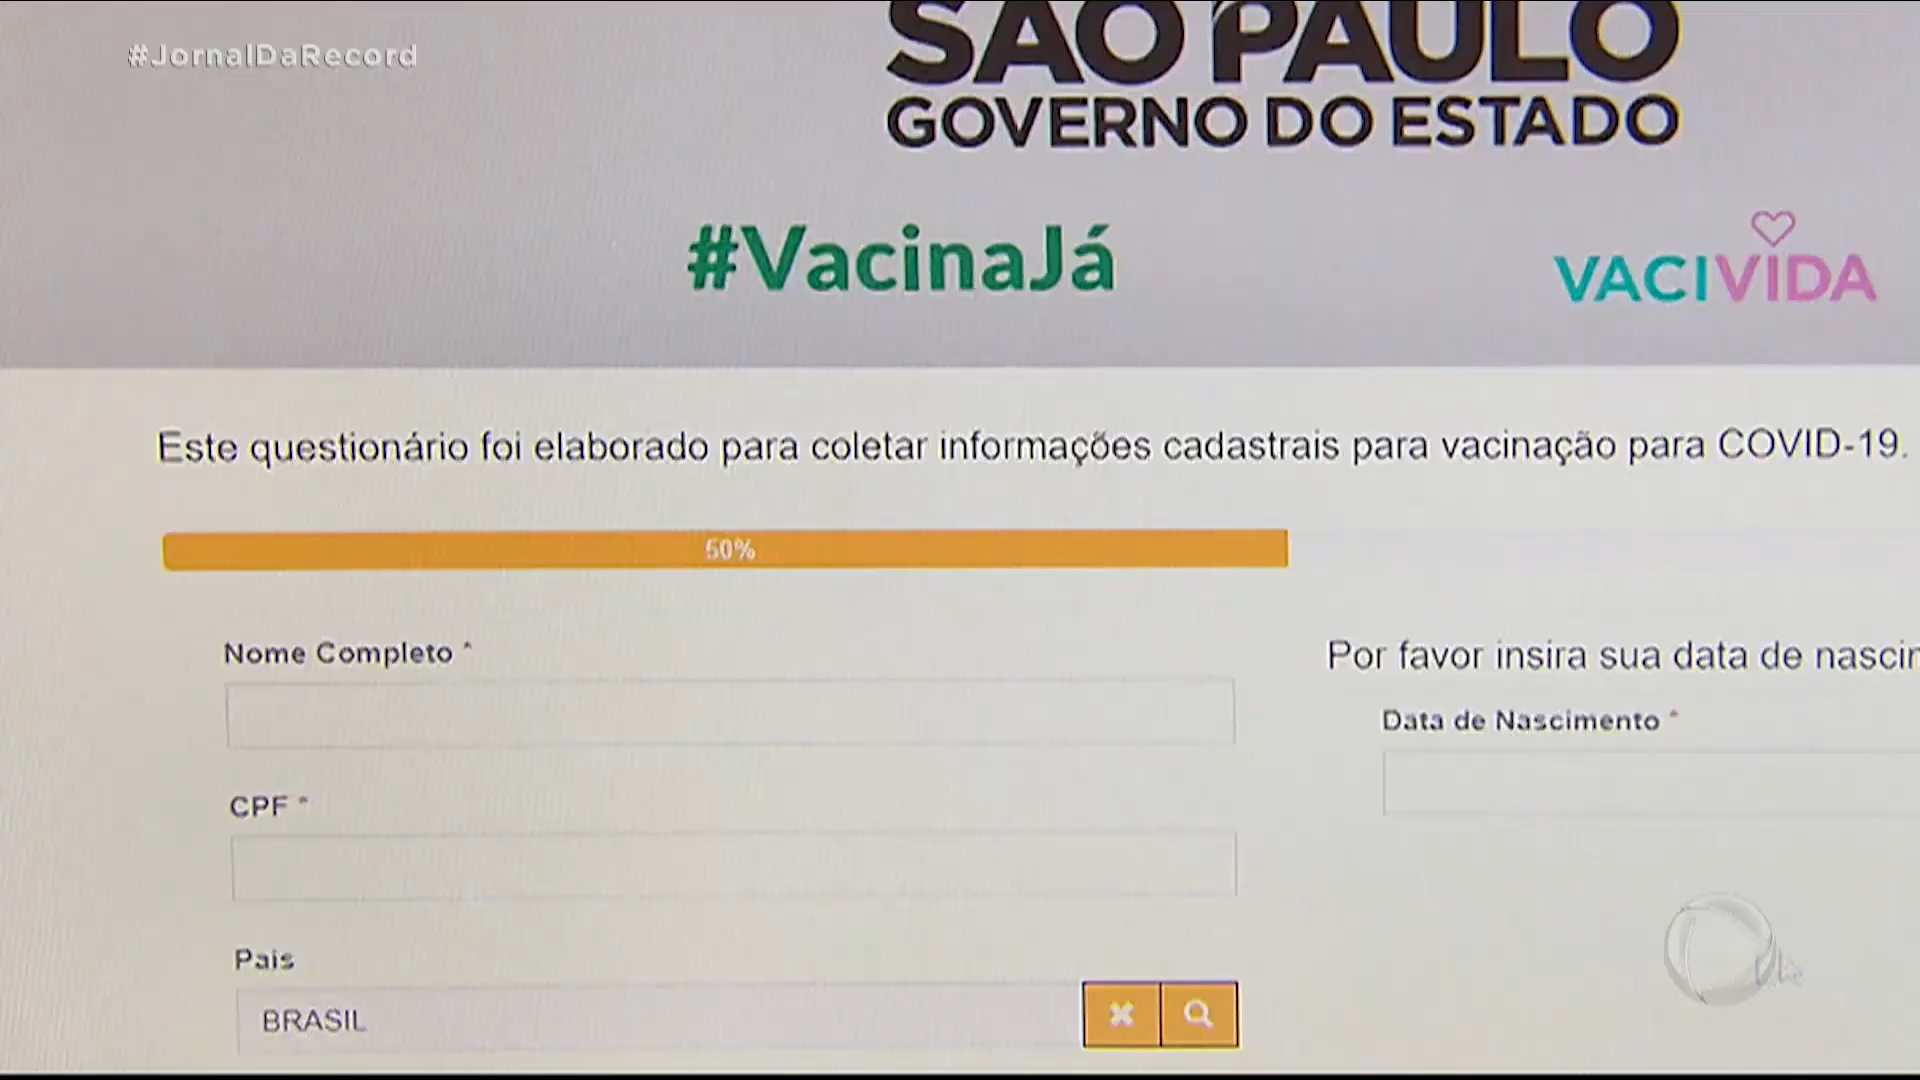 #JornalDaRecord
SÃO PAULO
GOVERNO DO ESTADO
#VacinaJá
VACIVIDA
Este questionário foi elaborado para coletar informações cadastrais para vacinação para COVID-19.
50%
Nome Completo *
Por favor insira sua data de nascim
Data de Nascimento *
CPF *
Pais
BRASIL